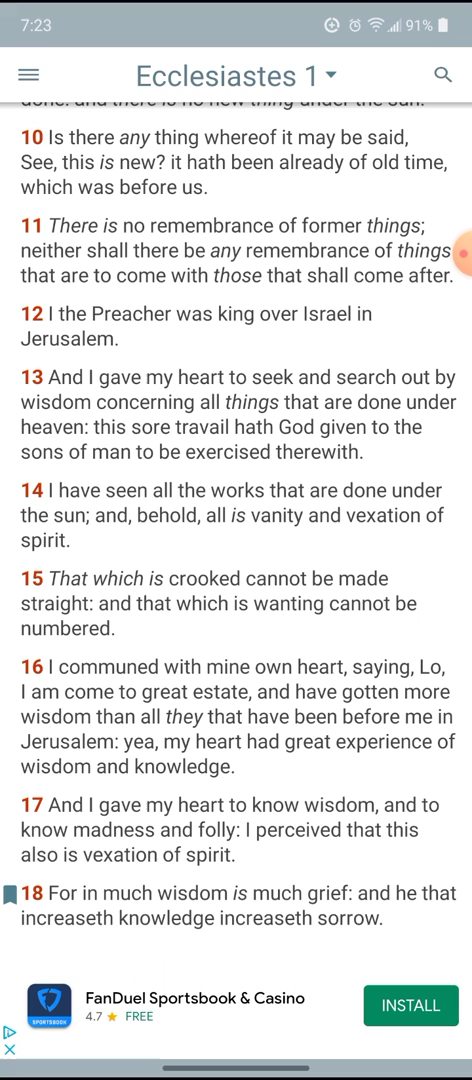 7:23
91%
Ecclesiastes 1
done: and there is no new thing under the sun.
10 Is there any thing whereof it may be said,
See, this is new? it hath been already of old time,
which was before us.
11 There is no remembrance of former things;
neither shall there be any remembrance of things
that are to come with those that shall come after.
12 I the Preacher was king over Israel in
Jerusalem.
13 And I gave my heart to seek and search out by
wisdom concerning all things that are done under
heaven: this sore travail hath God given to the
sons of man to be exercised therewith.
14 I have seen all the works that are done under
the sun; and, behold, all is vanity and vexation of
spirit.
15 That which is crooked cannot be made
straight: and that which is wanting cannot be
numbered.
16 I communed with mine own heart, saying, Lo,
I am come to great estate, and have gotten more
wisdom than all they that have been before me in
Jerusalem: yea, my heart had great experience of
wisdom and knowledge.
17 And I gave my heart to know wisdom, and to
know madness and folly: I perceived that this
also is vexation of spirit.
18 For in much wisdom is much grief: and he that
increaseth knowledge increaseth sorrow.
FanDuel Sportsbook & Casino
4.7 ★ FREE
INSTALL
SPORTSBOOK